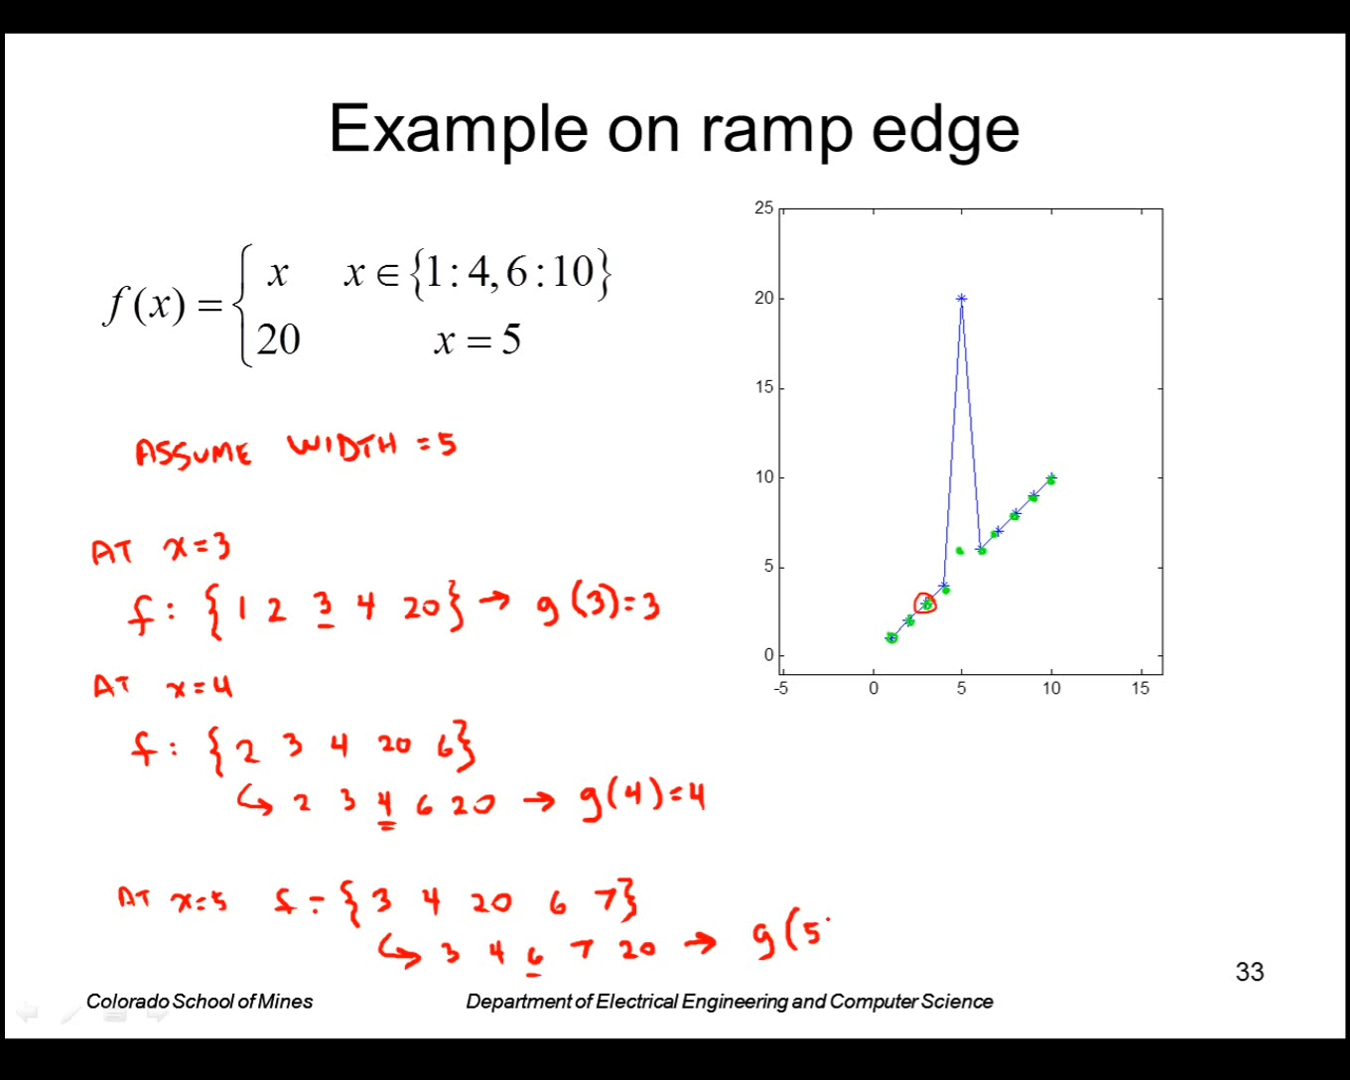 Example on ramp edge
f(x) = { x   x ∈ {1 : 4, 6 : 10}
20   x = 5
ASSUME WIDTH = 5
AT x=3
f: { 1 2 3 4 20 } → g(3)=3
AT x=4
f: { 2 3 4 20 6 }
↪ 2 3 4 6 20 → g(4)=4
AT x=5 f= { 3 4 20 6 7 }
↪ 3 4 6 7 20 → g(5
25
20
15
10
5
0
-5 0 5 10 15
33
Colorado School of Mines
Department of Electrical Engineering and Computer Science